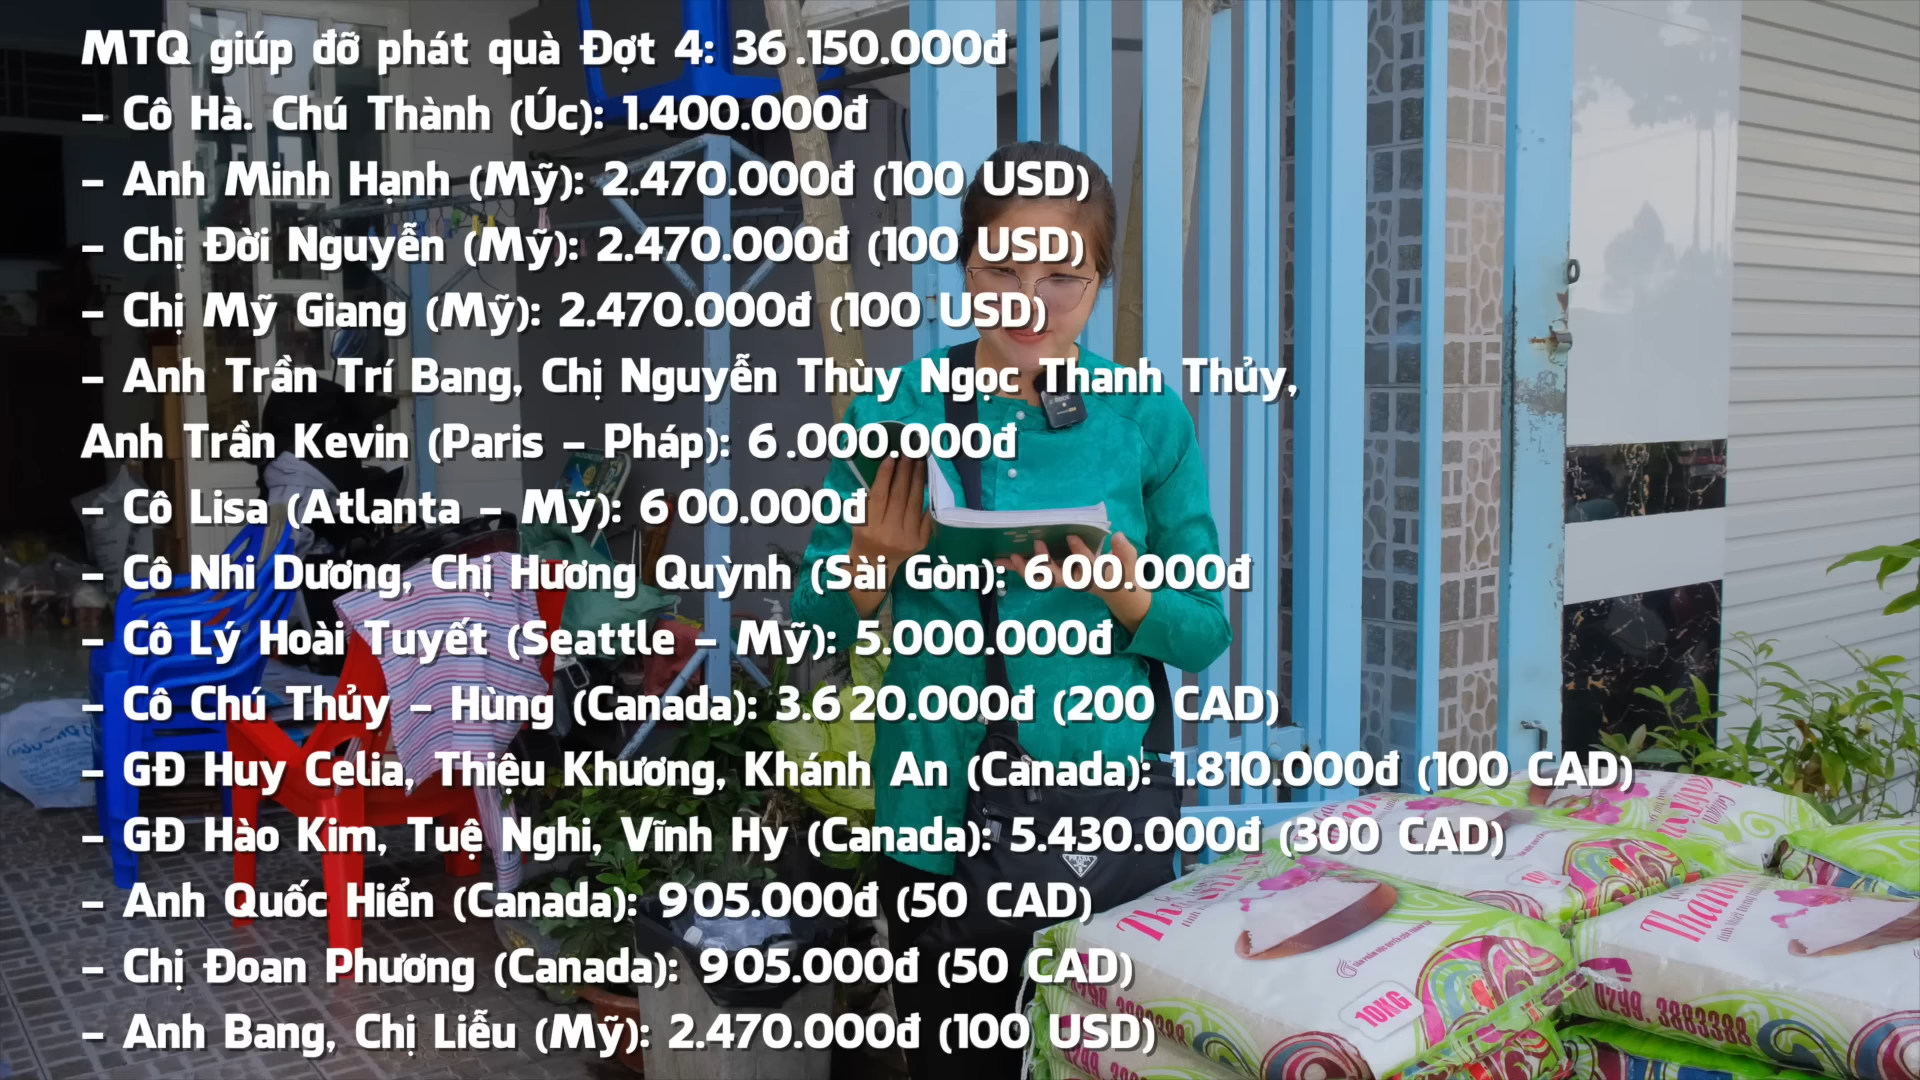 MTQ giúp đỡ phát quà Đợt 4: 36.150.000đ
- Cô Hà. Chú Thành (Úc): 1.400.000đ
- Anh Minh Hạnh (Mỹ): 2.470.000đ (100 USD)
- Chị Đời Nguyễn (Mỹ): 2.470.000đ (100 USD)
- Chị Mỹ Giang (Mỹ): 2.470.000đ (100 USD)
- Anh Trần Trí Bang, Chị Nguyễn Thùy Ngọc Thanh Thủy,
Anh Trần Kevin (Paris - Pháp): 6.000.000đ
- Cô Lisa (Atlanta - Mỹ): 600.000đ
- Cô Nhi Dương, Chị Hương Quỳnh (Sài Gòn): 600.000đ
- Cô Lý Hoài Tuyết (Seattle - Mỹ): 5.000.000đ
- Cô Chú Thủy - Hùng (Canada): 3.620.000đ (200 CAD)
- GĐ Huy Celia, Thiệu Khương, Khánh An (Canada): 1.810.000đ (100 CAD)
- GĐ Hào Kim, Tuệ Nghi, Vĩnh Hy (Canada): 5.430.000đ (300 CAD)
- Anh Quốc Hiển (Canada): 905.000đ (50 CAD)
- Chị Đoan Phương (Canada): 905.000đ (50 CAD)
- Anh Bang, Chị Liễu (Mỹ): 2.470.000đ (100 USD)
PRADA
10KG
0299. 3883388